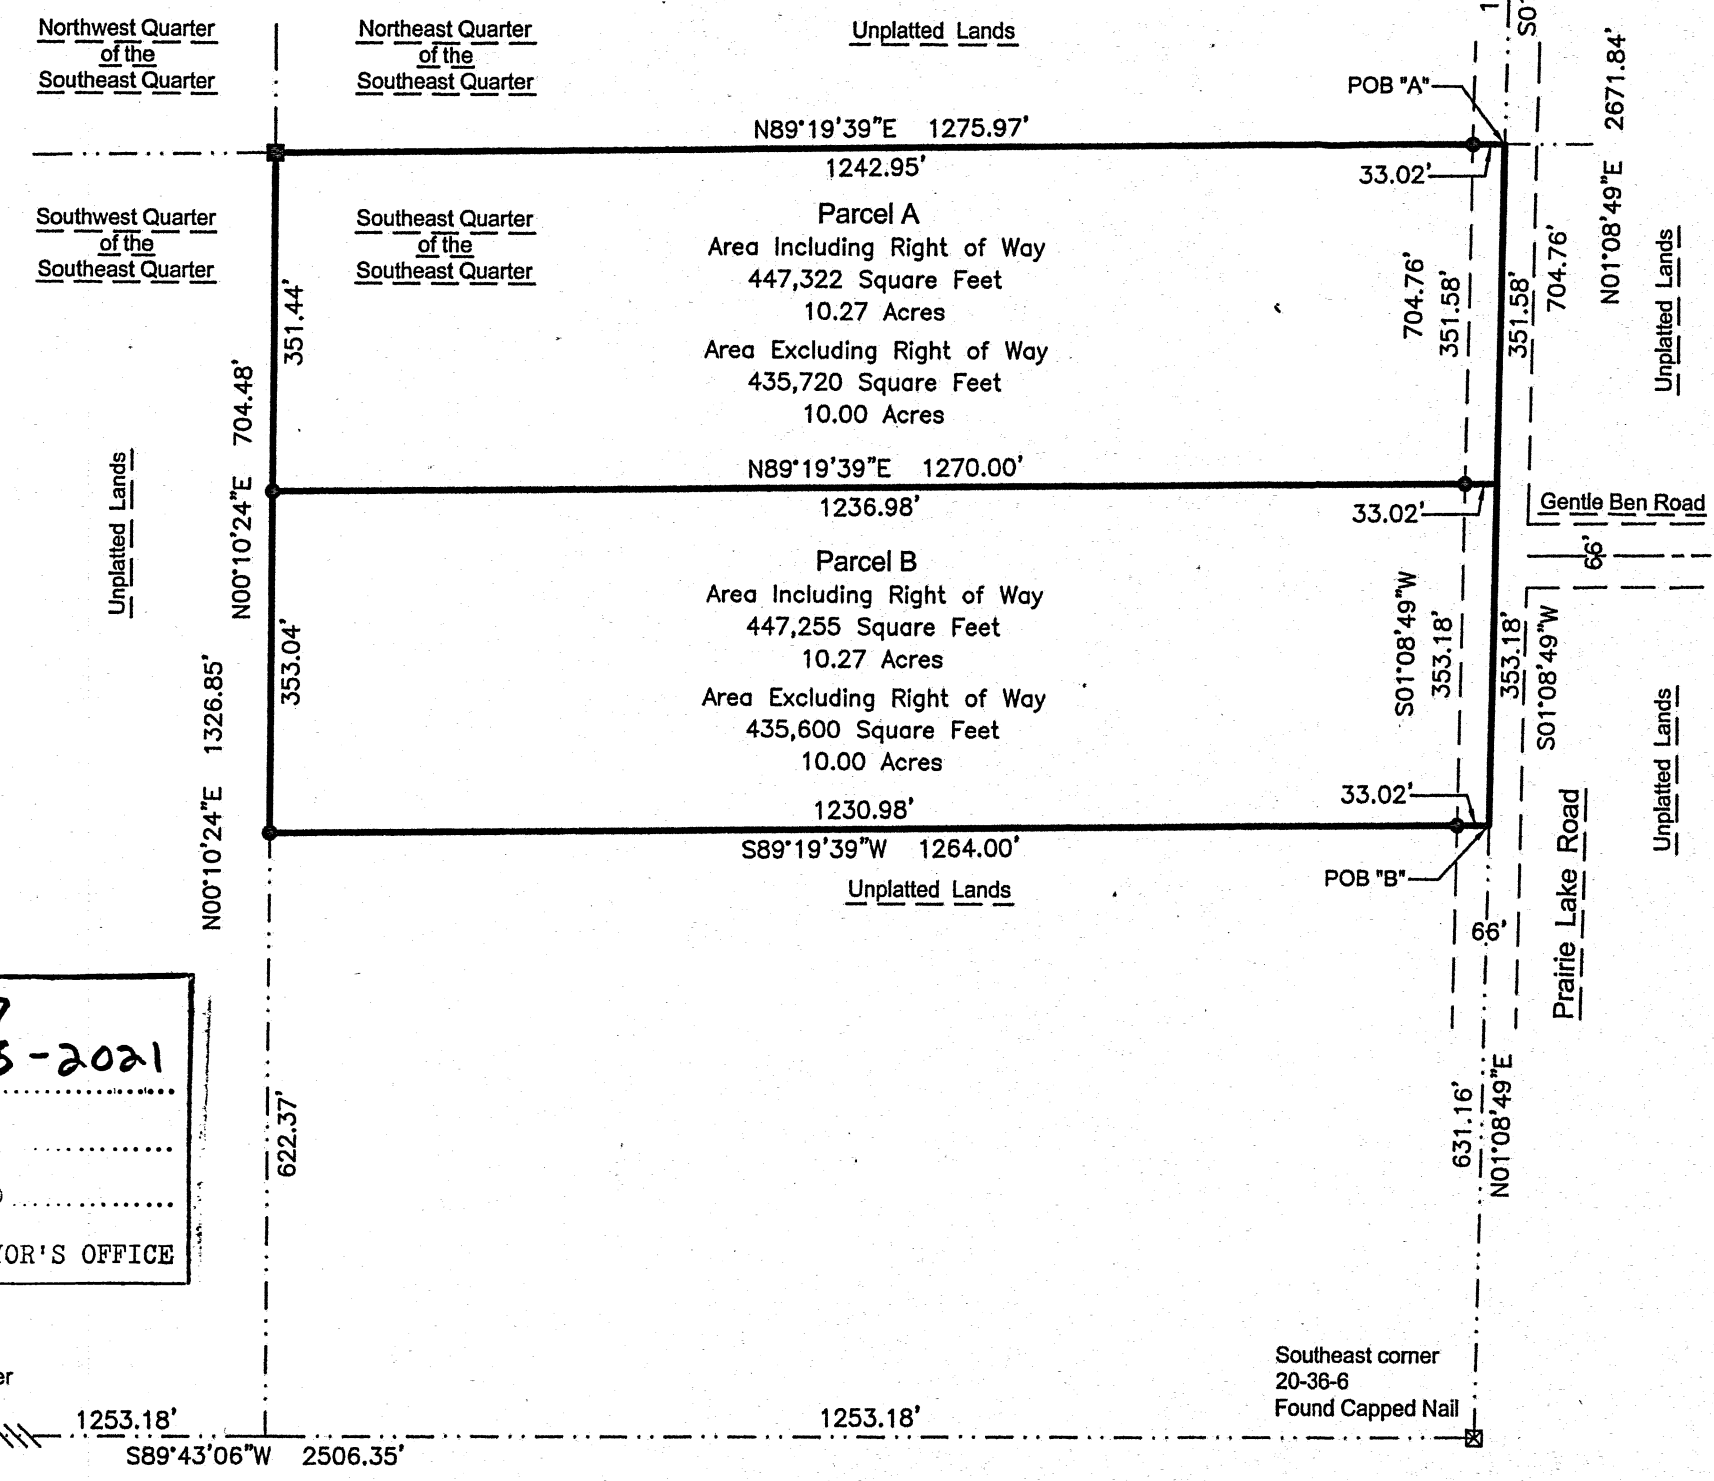 Northwest Quarter
of the
Southeast Quarter
Northeast Quarter
of the
Southeast Quarter
Unplatted Lands
POB "A"
2671.84'
N01°08'49"E
N89°19'39"E 1275.97'
1242.95'
33.02'
Southwest Quarter
of the
Southeast Quarter
Southeast Quarter
of the
Southeast Quarter
Parcel A
Area Including Right of Way
447,322 Square Feet
10.27 Acres
Area Excluding Right of Way
435,720 Square Feet
10.00 Acres
351.44'
704.76'
351.58'
351.58'
704.76'
Unplatted Lands
N00°10'24"E 704.48'
Unplatted Lands
N89°19'39"E 1270.00'
1236.98'
33.02'
Gentle Ben Road
66'
Parcel B
Area Including Right of Way
447,255 Square Feet
10.27 Acres
Area Excluding Right of Way
435,600 Square Feet
10.00 Acres
353.04'
S01°08'49"W
353.18'
353.18'
S01°08'49"W
Unplatted Lands
N00°10'24"E 1326.85'
1230.98'
33.02'
S89°19'39"W 1264.00'
Unplatted Lands
POB "B"
66'
Prairie Lake Road
-2021
OFFICE
622.37'
631.16'
N01°08'49"E
Southeast corner
20-36-6
Found Capped Nail
1253.18'
1253.18'
S89°43'06"W 2506.35'